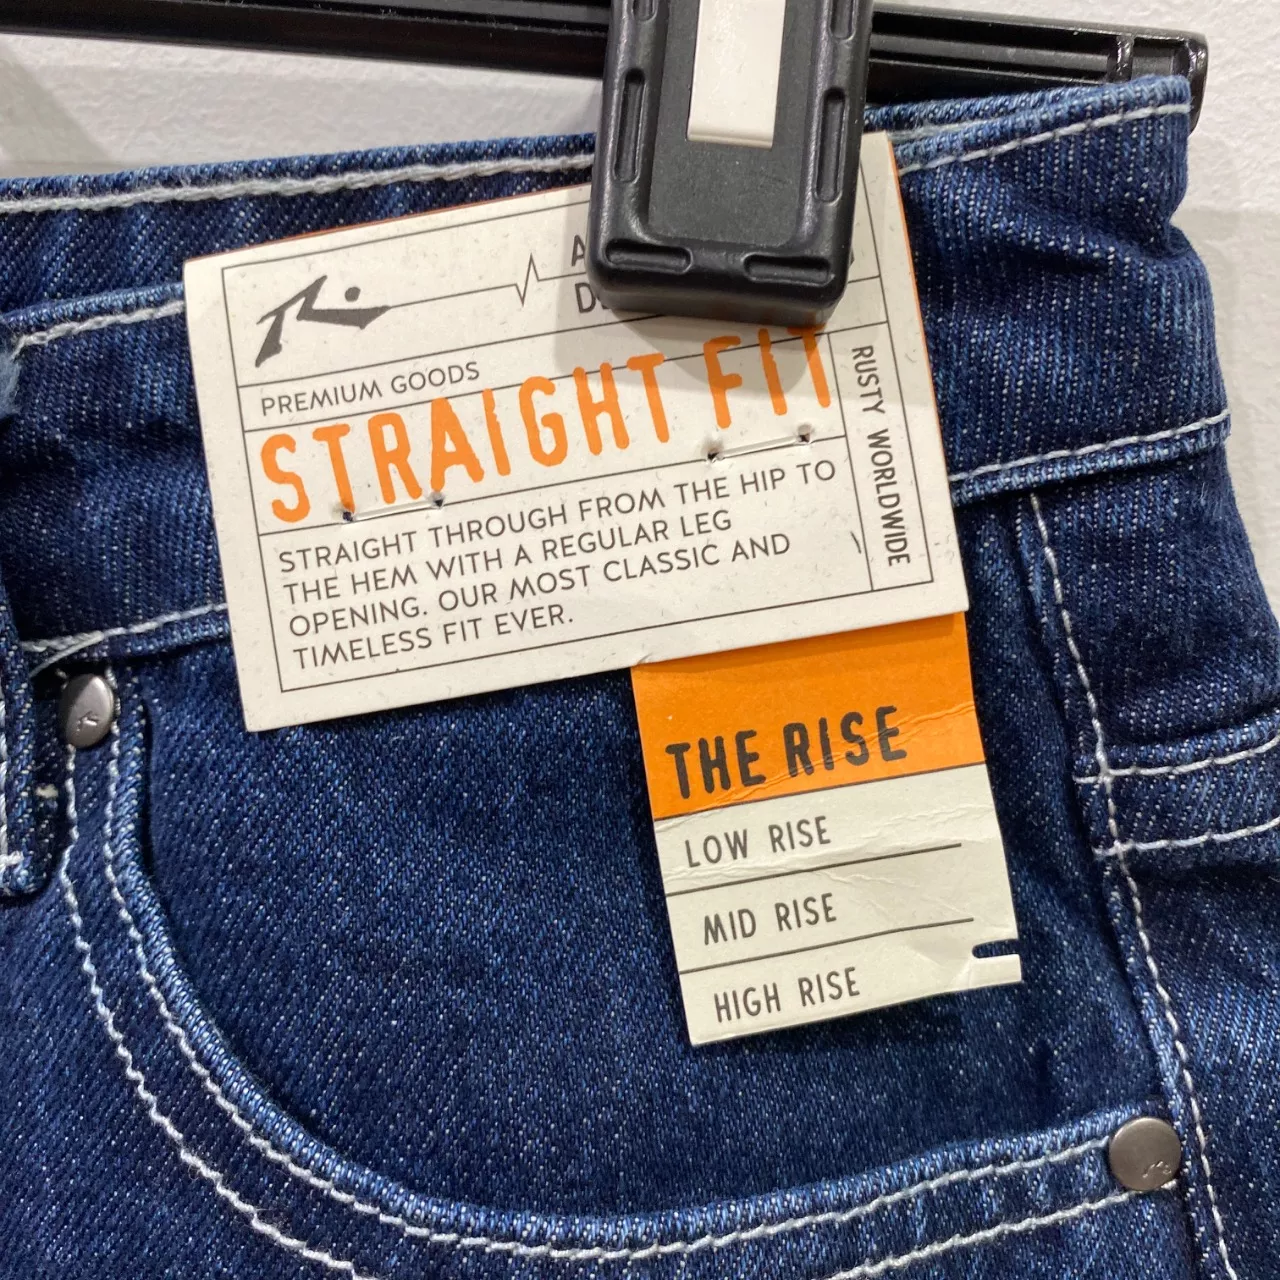 PREMIUM GOODS
STRAIGHT FIT
STRAIGHT THROUGH FROM THE HIP TO
THE HEM WITH A REGULAR LEG
OPENING. OUR MOST CLASSIC AND
TIMELESS FIT EVER.
RUSTY WORLDWIDE
THE RISE
LOW RISE
MID RISE
HIGH RISE